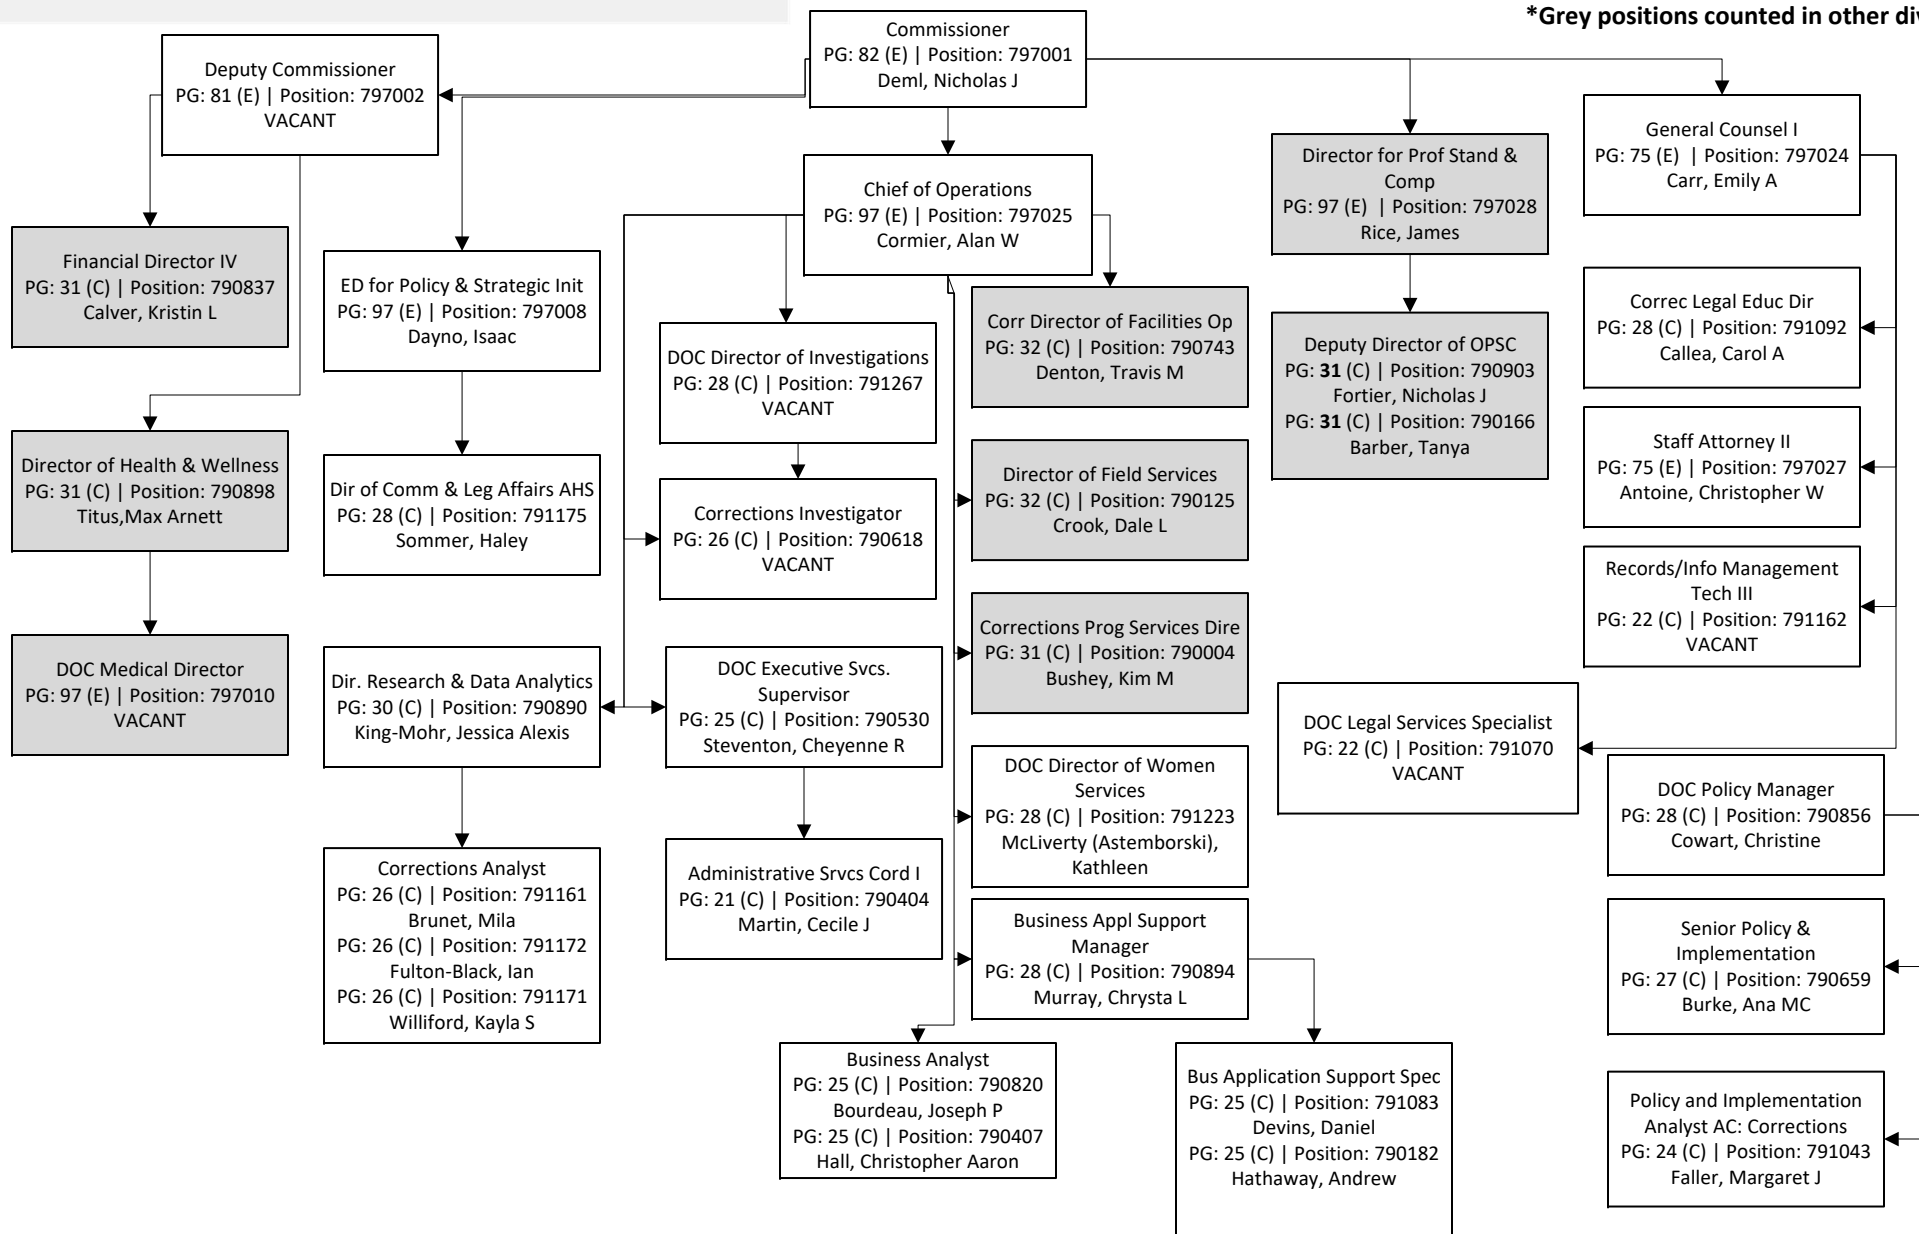 *Grey positions counted in other div
Commissioner
PG: 82 (E) | Position: 797001
Deml, Nicholas J
Deputy Commissioner
PG: 81 (E) | Position: 797002
VACANT
General Counsel I
PG: 75 (E) | Position: 797024
Carr, Emily A
Director for Prof Stand &
Comp
PG: 97 (E) | Position: 797028
Rice, James
Chief of Operations
PG: 97 (E) | Position: 797025
Cormier, Alan W
Financial Director IV
PG: 31 (C) | Position: 790837
Calver, Kristin L
ED for Policy & Strategic Init
PG: 97 (E) | Position: 797008
Dayno, Isaac
DOC Director of Investigations
PG: 28 (C) | Position: 791267
VACANT
Corr Director of Facilities Op
PG: 32 (C) | Position: 790743
Denton, Travis M
Deputy Director of OPSC
PG: 31 (C) | Position: 790903
Fortier, Nicholas J
PG: 31 (C) | Position: 790166
Barber, Tanya
Correc Legal Educ Dir
PG: 28 (C) | Position: 791092
Callea, Carol A
Director of Health & Wellness
PG: 31 (C) | Position: 790898
Titus,Max Arnett
Dir of Comm & Leg Affairs AHS
PG: 28 (C) | Position: 791175
Sommer, Haley
Corrections Investigator
PG: 26 (C) | Position: 790618
VACANT
Director of Field Services
PG: 32 (C) | Position: 790125
Crook, Dale L
Staff Attorney II
PG: 75 (E) | Position: 797027
Antoine, Christopher W
Records/Info Management
Tech III
PG: 22 (C) | Position: 791162
VACANT
DOC Medical Director
PG: 97 (E) | Position: 797010
VACANT
Dir. Research & Data Analytics
PG: 30 (C) | Position: 790890
King-Mohr, Jessica Alexis
DOC Executive Svcs.
Supervisor
PG: 25 (C) | Position: 790530
Steventon, Cheyenne R
Corrections Prog Services Dire
PG: 31 (C) | Position: 790004
Bushey, Kim M
DOC Legal Services Specialist
PG: 22 (C) | Position: 791070
VACANT
DOC Director of Women
Services
PG: 28 (C) | Position: 791223
McLiverty (Astemborski),
Kathleen
DOC Policy Manager
PG: 28 (C) | Position: 790856
Cowart, Christine
Corrections Analyst
PG: 26 (C) | Position: 791161
Brunet, Mila
PG: 26 (C) | Position: 791172
Fulton-Black, Ian
PG: 26 (C) | Position: 791171
Williford, Kayla S
Administrative Srvcs Cord I
PG: 21 (C) | Position: 790404
Martin, Cecile J
Business Appl Support
Manager
PG: 28 (C) | Position: 790894
Murray, Chrysta L
Senior Policy &
Implementation
PG: 27 (C) | Position: 790659
Burke, Ana MC
Business Analyst
PG: 25 (C) | Position: 790820
Bourdeau, Joseph P
PG: 25 (C) | Position: 790407
Hall, Christopher Aaron
Bus Application Support Spec
PG: 25 (C) | Position: 791083
Devins, Daniel
PG: 25 (C) | Position: 790182
Hathaway, Andrew
Policy and Implementation
Analyst AC: Corrections
PG: 24 (C) | Position: 791043
Faller, Margaret J